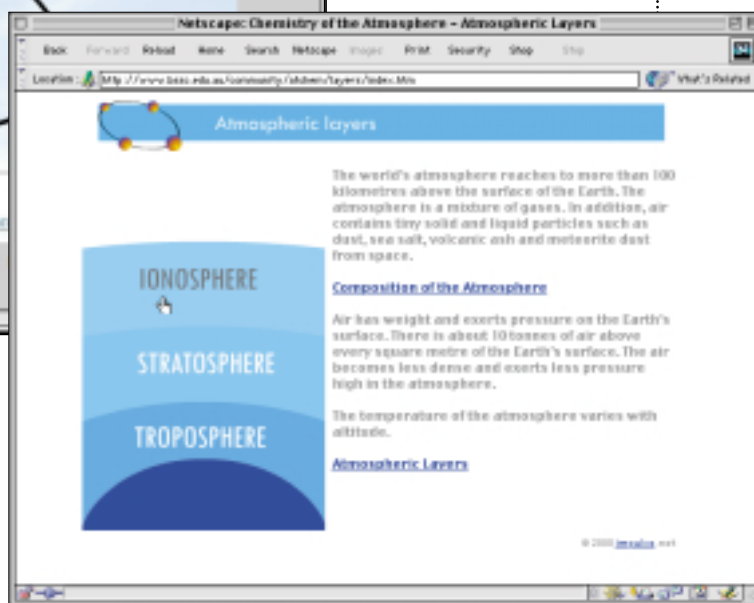 Netscape: Chemistry of the Atmosphere – Atmospheric Layers
Back Forward Reload Home Search Netscape Images Print Security Shop Stop
Location: http://www.
What's Related
Atmospheric layers
The world's atmosphere reaches to more than 100
kilometres above the surface of the Earth. The
atmosphere is a mixture of gases. In addition, air
contains tiny solid and liquid particles such as
dust, sea salt, volcanic ash and meteorite dust
from space.
Composition of the Atmosphere
Air has weight and exerts pressure on the Earth's
surface. There is about 10 tonnes of air above
every square metre of the Earth's surface. The air
becomes less dense and exerts less pressure
high in the atmosphere.
The temperature of the atmosphere varies with
altitude.
Atmospheric Layers
IONOSPHERE
STRATOSPHERE
TROPOSPHERE
© 2000